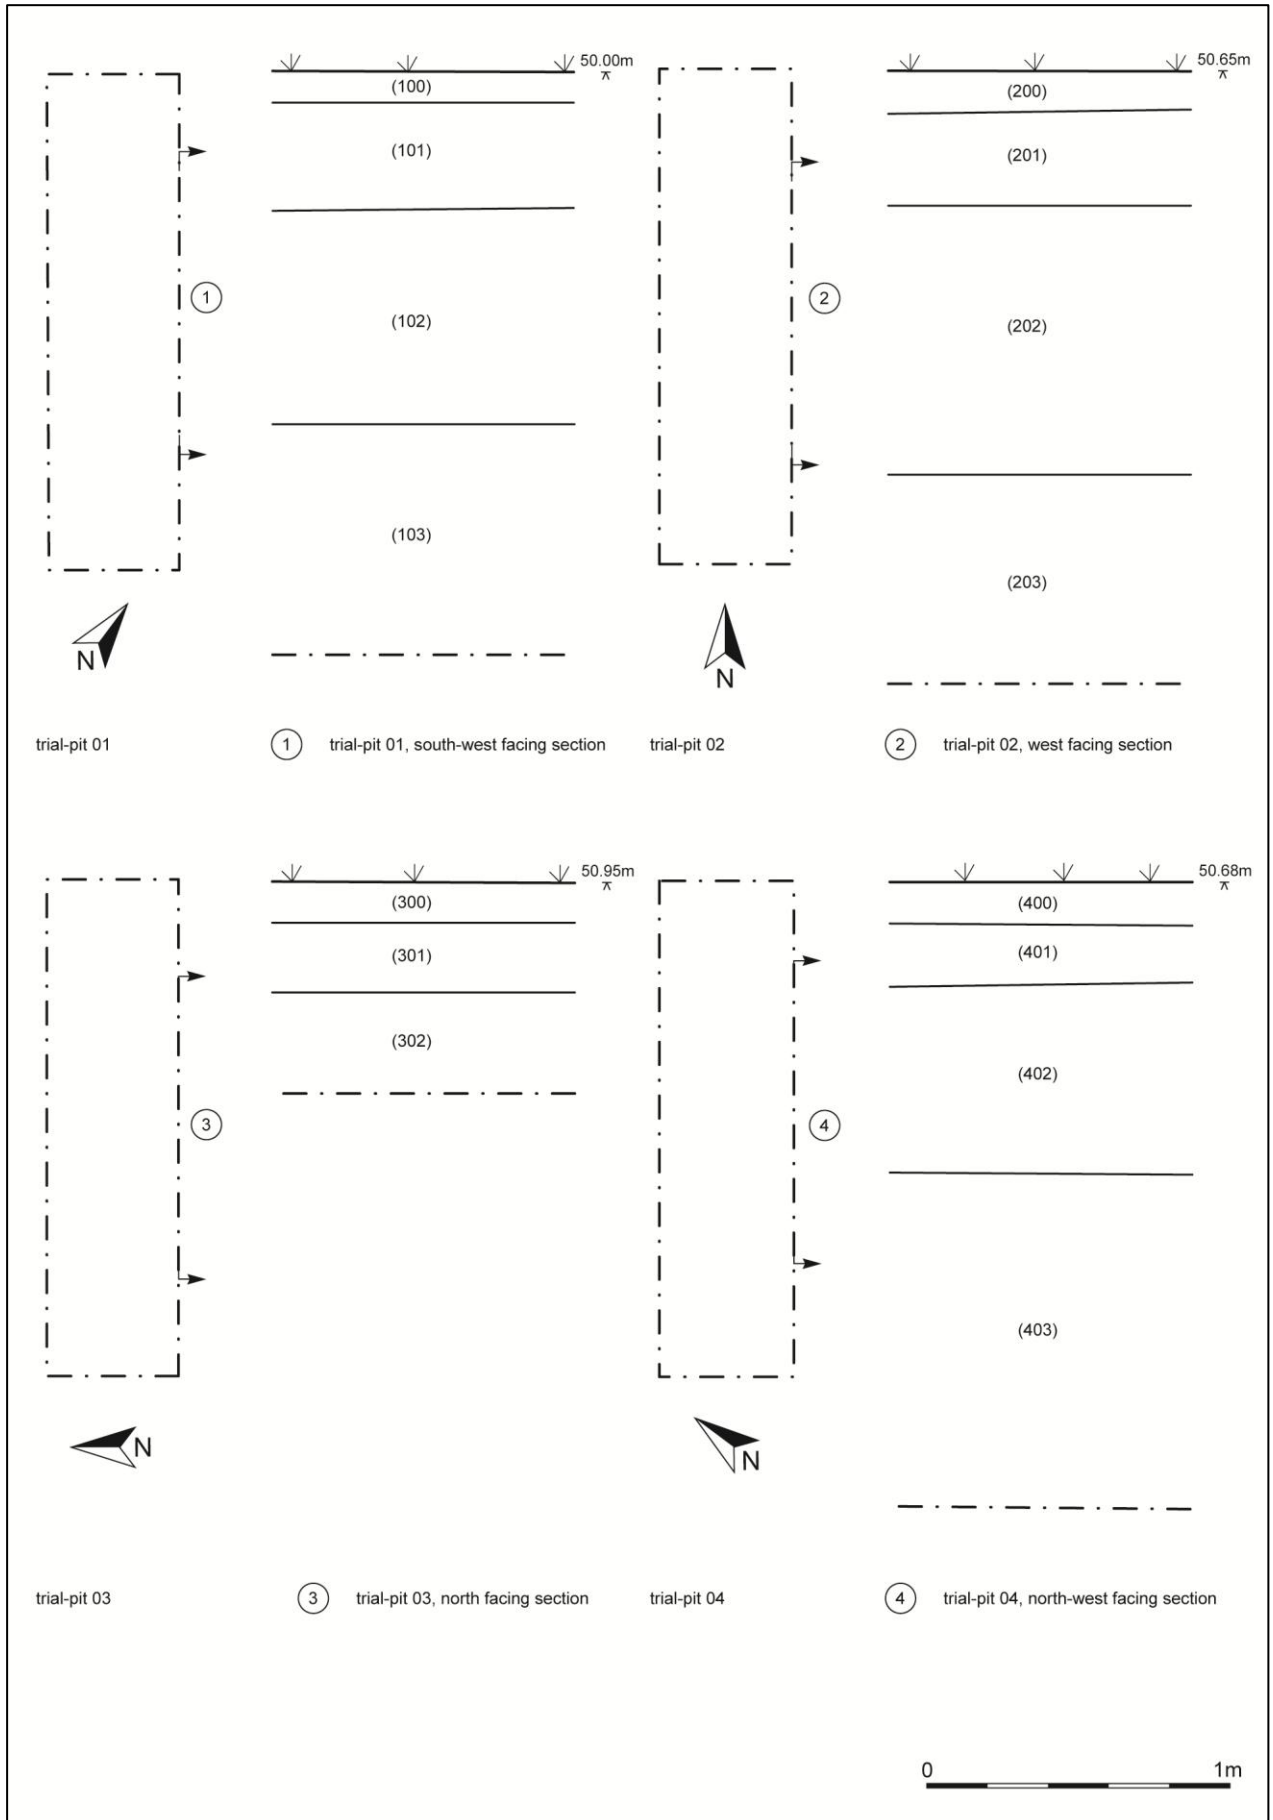 50.00m
(100)
(101)
1
(102)
(103)
N
trial-pit 01
1 trial-pit 01, south-west facing section
50.65m
(200)
(201)
2
(202)
(203)
N
trial-pit 02
2 trial-pit 02, west facing section
50.95m
(300)
(301)
(302)
3
N
trial-pit 03
3 trial-pit 03, north facing section
50.68m
(400)
(401)
(402)
4
(403)
N
trial-pit 04
4 trial-pit 04, north-west facing section
0 1m